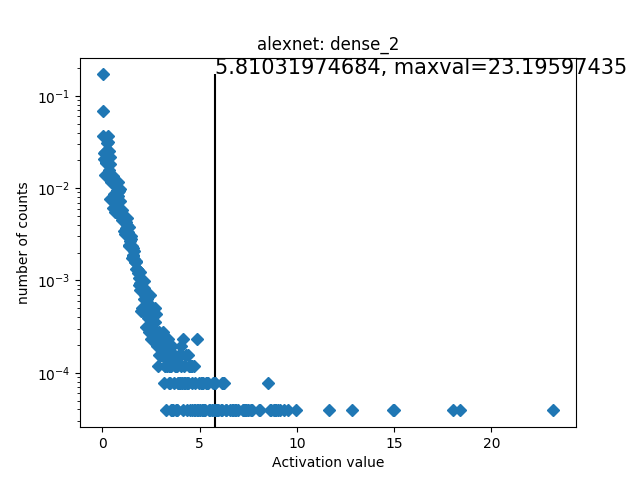 alexnet: dense_2
5.81031974684, maxval=23.19597435
10⁻¹
10⁻²
10⁻³
10⁻⁴
number of counts
0 5 10 15 20
Activation value